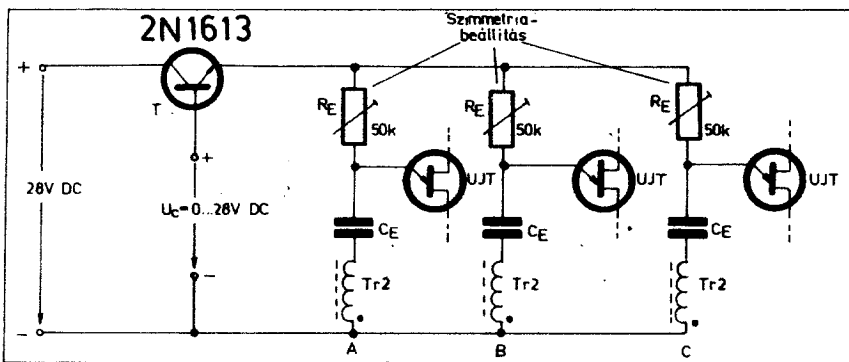 2N1613
Szimmetria-
beállítás
+
T
+
28V DC
U_C=0...28V DC
−
−
R_E
50k
UJT
C_E
Tr2
A
R_E
50k
UJT
C_E
Tr2
B
R_E
50k
UJT
C_E
Tr2
C